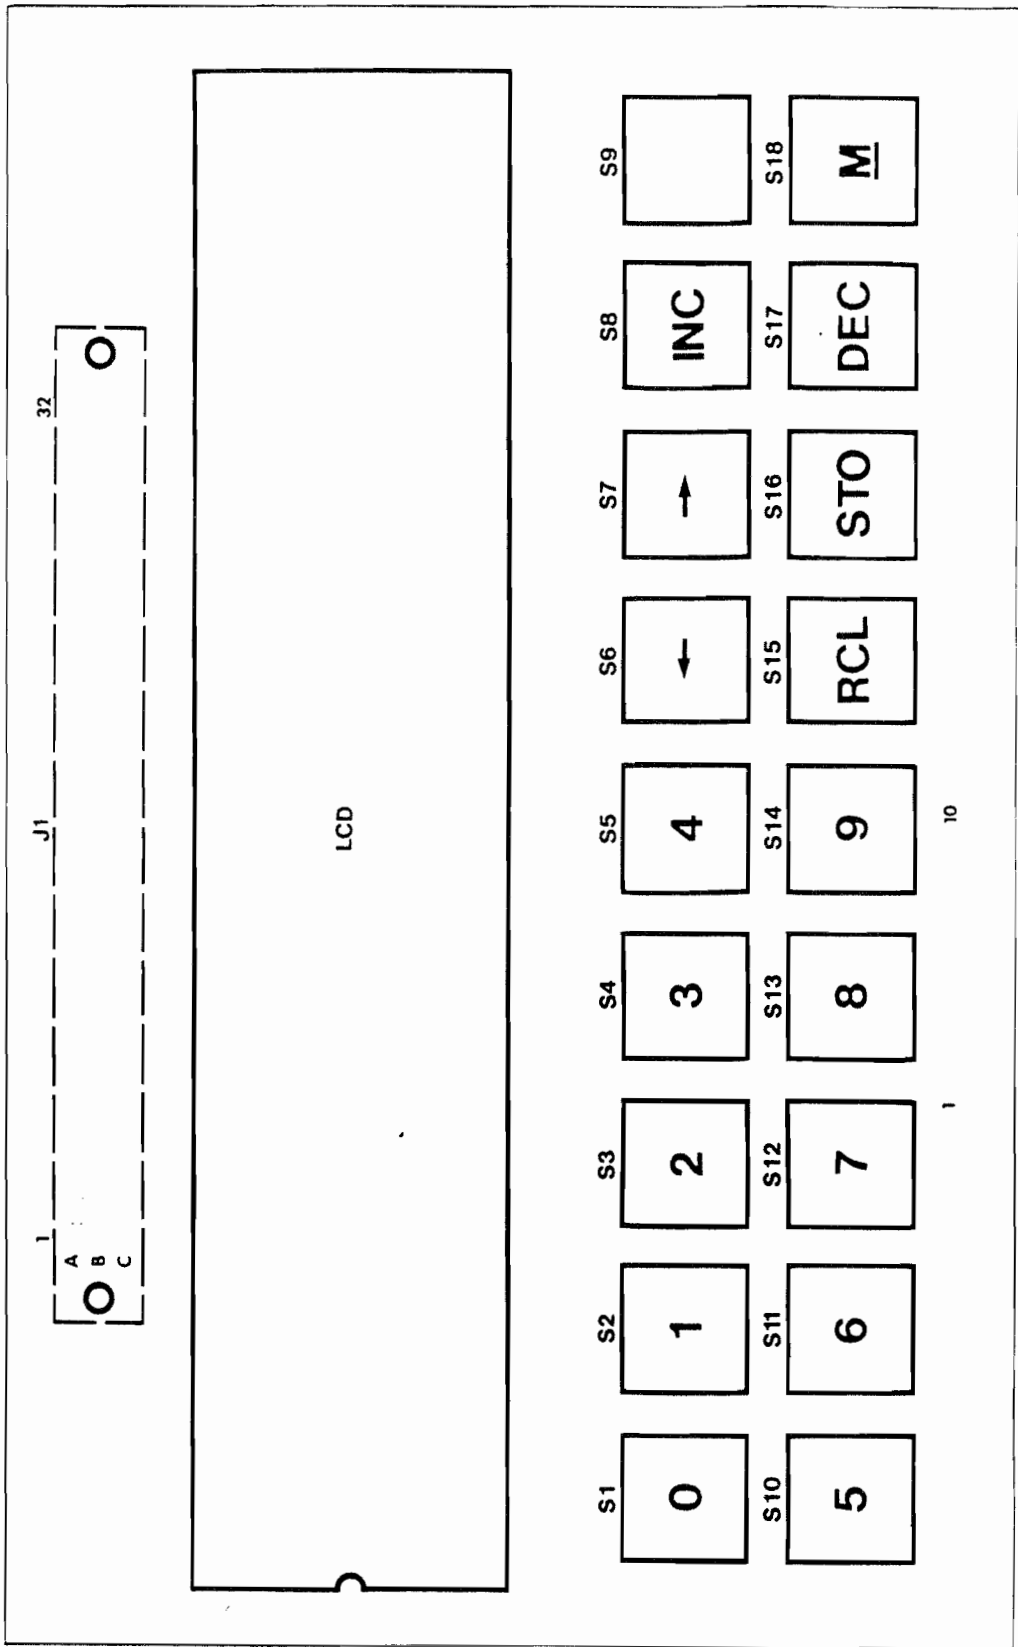 J1
1 32
A
B
C
LCD
S1 S2 S3 S4 S5 S6 S7 S8 S9
0 1 2 3 4 ← → INC
S10 S11 S12 S13 S14 S15 S16 S17 S18
5 6 7 8 9 RCL STO DEC M
1 10